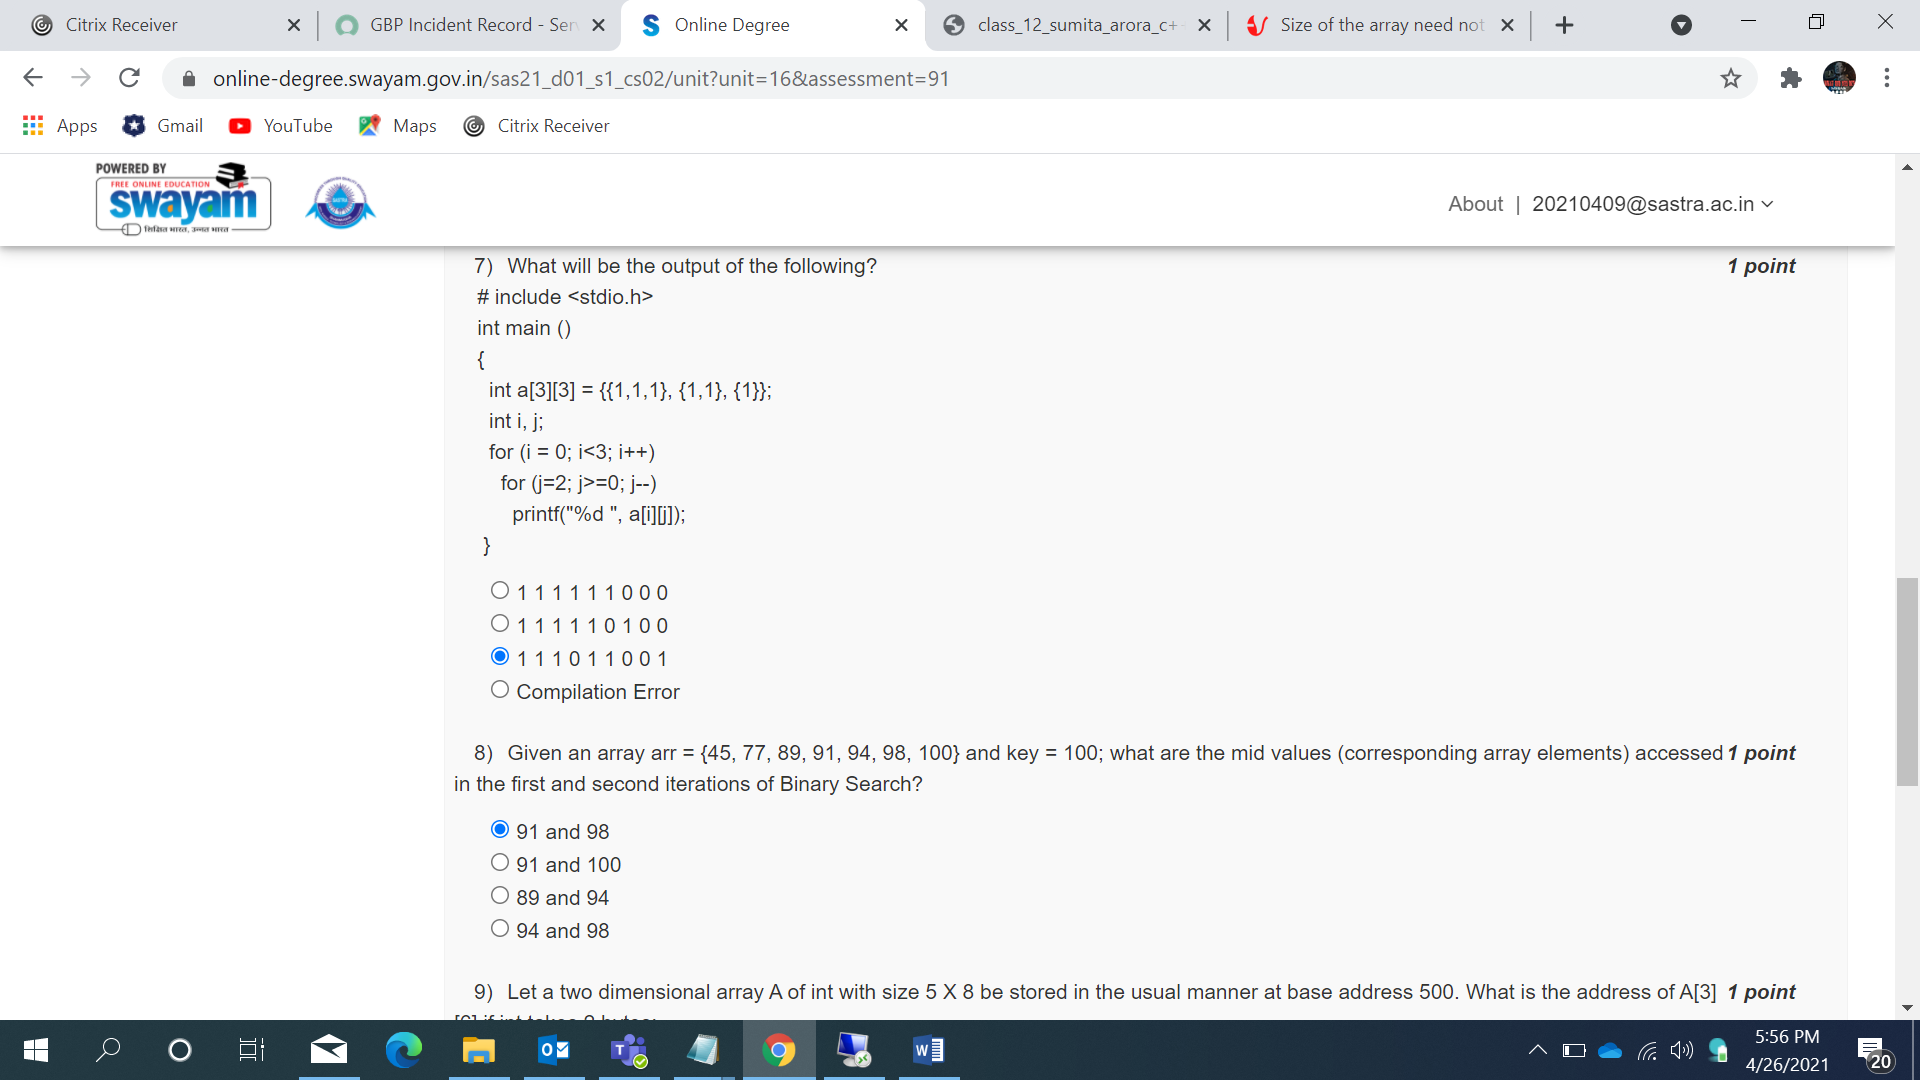 Citrix Receiver
GBP Incident Record - Ser
Online Degree
class_12_sumita_arora_c+
Size of the array need not
online-degree.swayam.gov.in/sas21_d01_s1_cs02/unit?unit=16&assessment=91
Apps
Gmail
YouTube
Maps
Citrix Receiver
POWERED BY
FREE ONLINE EDUCATION
swayam
शिक्षित भारत, उन्नत भारत
About | 20210409@sastra.ac.in
7) What will be the output of the following? 1 point
# include <stdio.h>
int main ()
{
int a[3][3] = {{1,1,1}, {1,1}, {1}};
int i, j;
for (i = 0; i<3; i++)
for (j=2; j>=0; j--)
printf("%d ", a[i][j]);
}
1 1 1 1 1 1 0 0 0
1 1 1 1 1 0 1 0 0
1 1 1 0 1 1 0 0 1
Compilation Error
8) Given an array arr = {45, 77, 89, 91, 94, 98, 100} and key = 100; what are the mid values (corresponding array elements) accessed 1 point
in the first and second iterations of Binary Search?
91 and 98
91 and 100
89 and 94
94 and 98
9) Let a two dimensional array A of int with size 5 X 8 be stored in the usual manner at base address 500. What is the address of A[3] 1 point
5:56 PM
4/26/2021
20